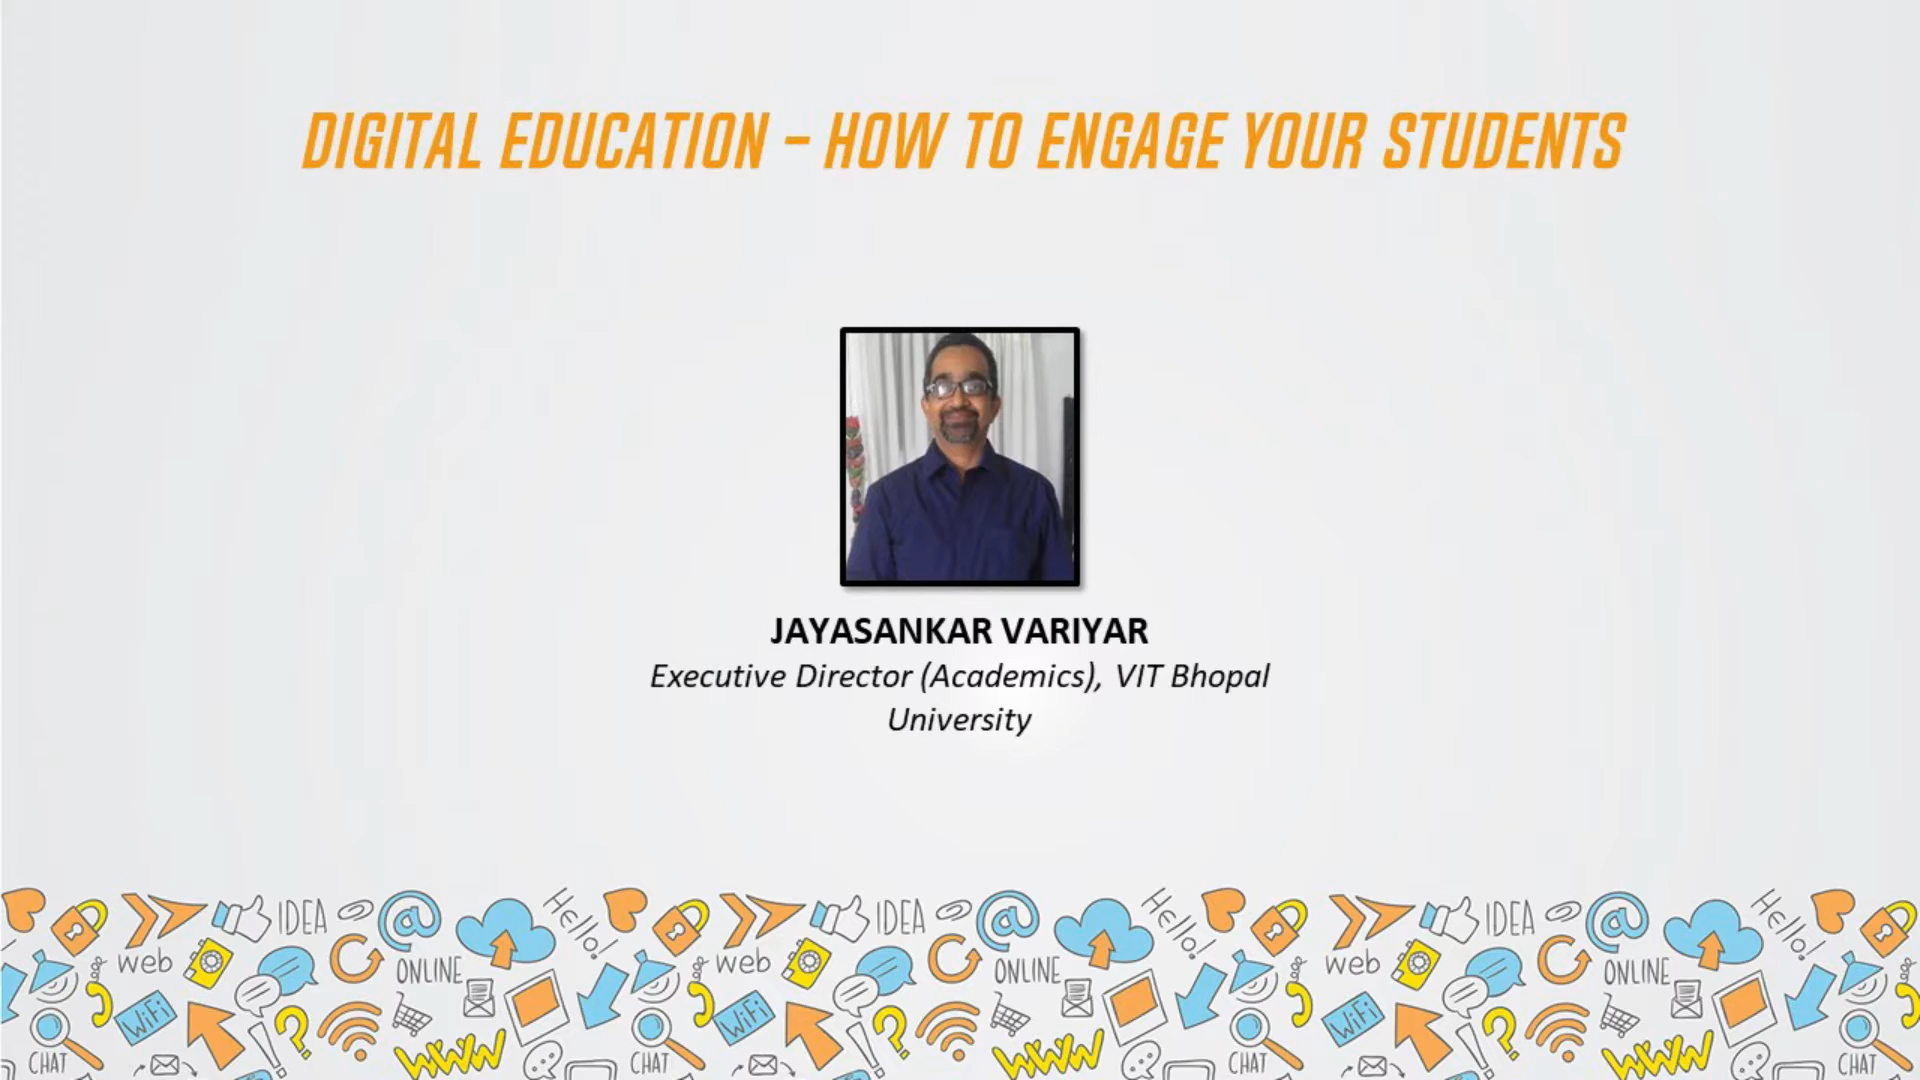 DIGITAL EDUCATION – HOW TO ENGAGE YOUR STUDENTS
JAYASANKAR VARIYAR
Executive Director (Academics), VIT Bhopal
University
IDEA @ Hello! IDEA @ Hello! IDEA @ Hello!
web ONLINE web ONLINE web ONLINE
WiFi WiFi WiFi
CHAT ! ? WWW CHAT ! ? WWW CHAT ! ? WWW CHAT